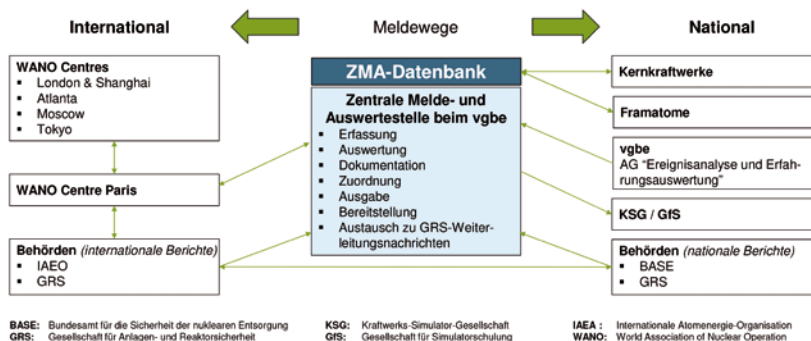 International
Meldewege
National
WANO Centres
▪ London & Shanghai
▪ Atlanta
▪ Moscow
▪ Tokyo
WANO Centre Paris
Behörden (internationale Berichte)
▪ IAEO
▪ GRS
ZMA-Datenbank
Zentrale Melde- und
Auswertestelle beim vgbe
▪ Erfassung
▪ Auswertung
▪ Dokumentation
▪ Zuordnung
▪ Ausgabe
▪ Bereitstellung
▪ Austausch zu GRS-Weiter-
leitungsnachrichten
Kernkraftwerke
Framatome
vgbe
AG "Ereignisanalyse und Erfah-
rungsauswertung"
KSG / GfS
Behörden (nationale Berichte)
▪ BASE
▪ GRS
BASE: Bundesamt für die Sicherheit der nuklearen Entsorgung
GRS: Gesellschaft für Anlagen- und Reaktorsicherheit
KSG: Kraftwerks-Simulator-Gesellschaft
GfS: Gesellschaft für Simulatorschulung
IAEA : Internationale Atomenergie-Organisation
WANO: World Association of Nuclear Operation